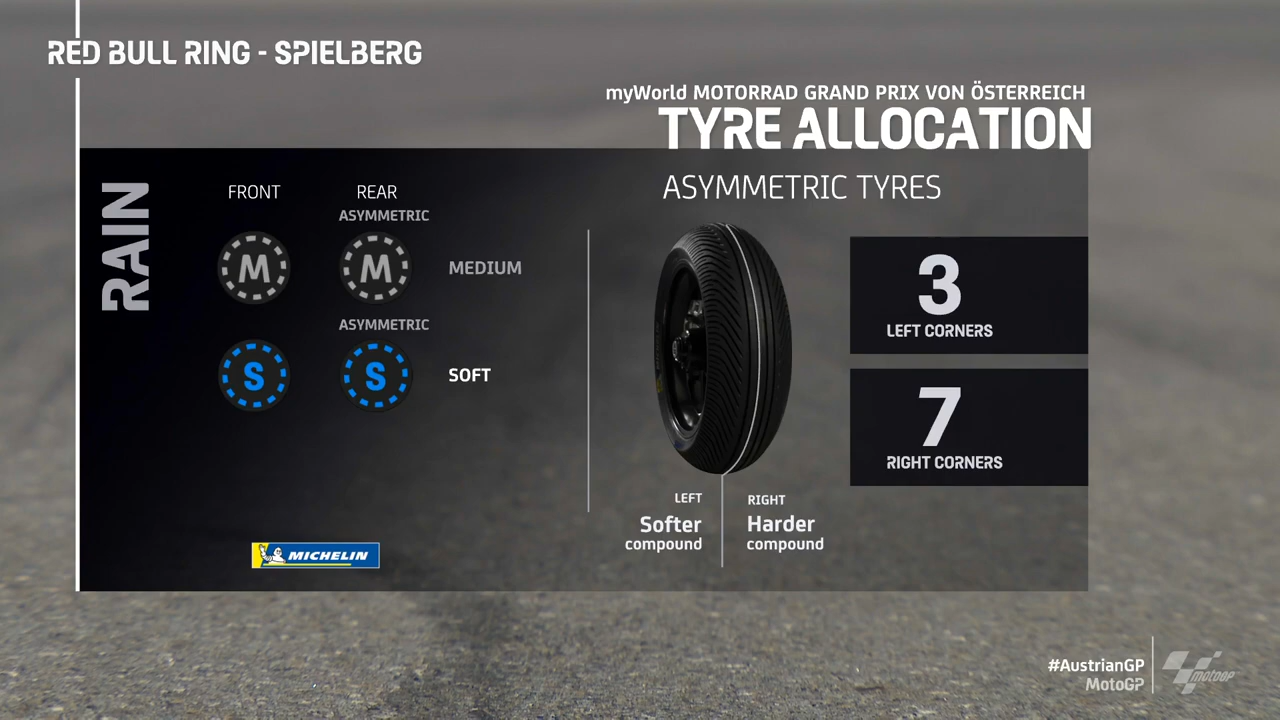 RED BULL RING - SPIELBERG
myWorld MOTORRAD GRAND PRIX VON ÖSTERREICH
TYRE ALLOCATION
RAIN
FRONT
REAR
ASYMMETRIC
M
M
MEDIUM
ASYMMETRIC
S
S
SOFT
MICHELIN
ASYMMETRIC TYRES
LEFT
Softer
compound
RIGHT
Harder
compound
3
LEFT CORNERS
7
RIGHT CORNERS
#AustrianGP
MotoGP
MotoGP